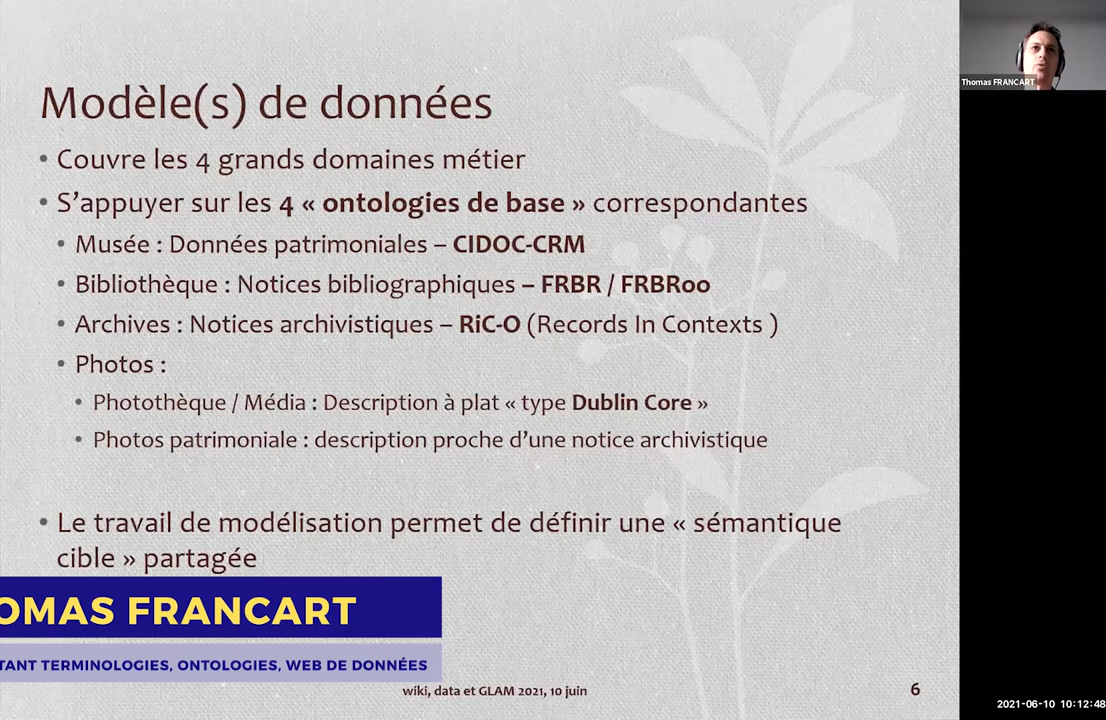 Modèle(s) de données
• Couvre les 4 grands domaines métier
• S’appuyer sur les 4 « ontologies de base » correspondantes
• Musée : Données patrimoniales – CIDOC-CRM
• Bibliothèque : Notices bibliographiques – FRBR / FRBRoo
• Archives : Notices archivistiques – RiC-O (Records In Contexts )
• Photos :
• Photothèque / Média : Description à plat « type Dublin Core »
• Photos patrimoniale : description proche d’une notice archivistique
• Le travail de modélisation permet de définir une « sémantique
cible » partagée
OMAS FRANCART
TANT TERMINOLOGIES, ONTOLOGIES, WEB DE DONNÉES
wiki, data et GLAM 2021, 10 juin
6
Thomas FRANCART
2021-06-10 10:12:48